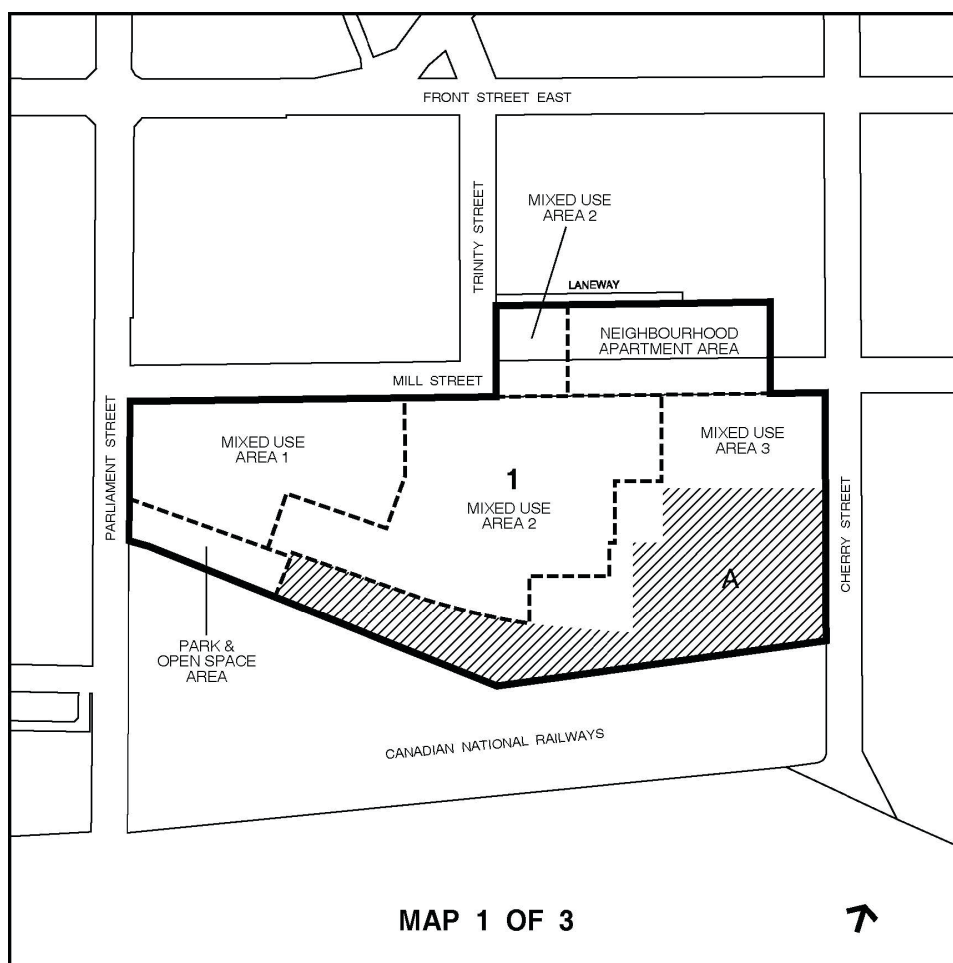 FRONT STREET EAST
TRINITY STREET
MIXED USE
AREA 2
LANEWAY
NEIGHBOURHOOD
APARTMENT AREA
MILL STREET
PARLIAMENT STREET
MIXED USE
AREA 1
1
MIXED USE
AREA 2
MIXED USE
AREA 3
CHERRY STREET
A
PARK &
OPEN SPACE
AREA
CANADIAN NATIONAL RAILWAYS
MAP 1 OF 3